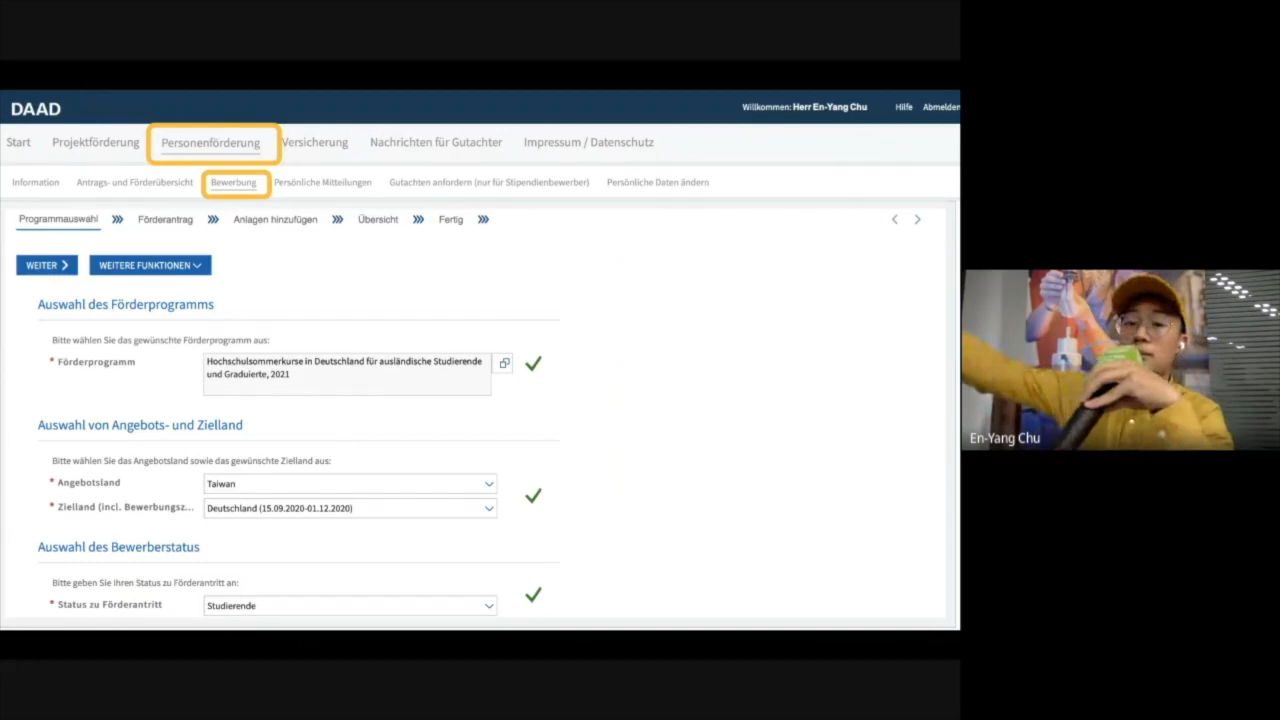 DAAD
Willkommen: Herr En-Yang Chu Hilfe Abmelden
Start Projektförderung Personenförderung Versicherung Nachrichten für Gutachter Impressum / Datenschutz
Information Antrags- und Förderübersicht Bewerbung Persönliche Mitteilungen Gutachten anfordern (nur für Stipendienbewerber) Persönliche Daten ändern
Programmauswahl Förderantrag Anlagen hinzufügen Übersicht Fertig
WEITER WEITERE FUNKTIONEN
Auswahl des Förderprogramms
Bitte wählen Sie das gewünschte Förderprogramm aus:
* Förderprogramm Hochschulsommerkurse in Deutschland für ausländische Studierende
und Graduierte, 2021
Auswahl von Angebots- und Zielland
Bitte wählen Sie das Angebotsland sowie das gewünschte Zielland aus:
* Angebotsland Taiwan
* Zielland (incl. Bewerbungsz... Deutschland (15.09.2020-01.12.2020)
Auswahl des Bewerberstatus
Bitte geben Sie Ihren Status zu Förderantritt an:
* Status zu Förderantritt Studierende
En-Yang Chu